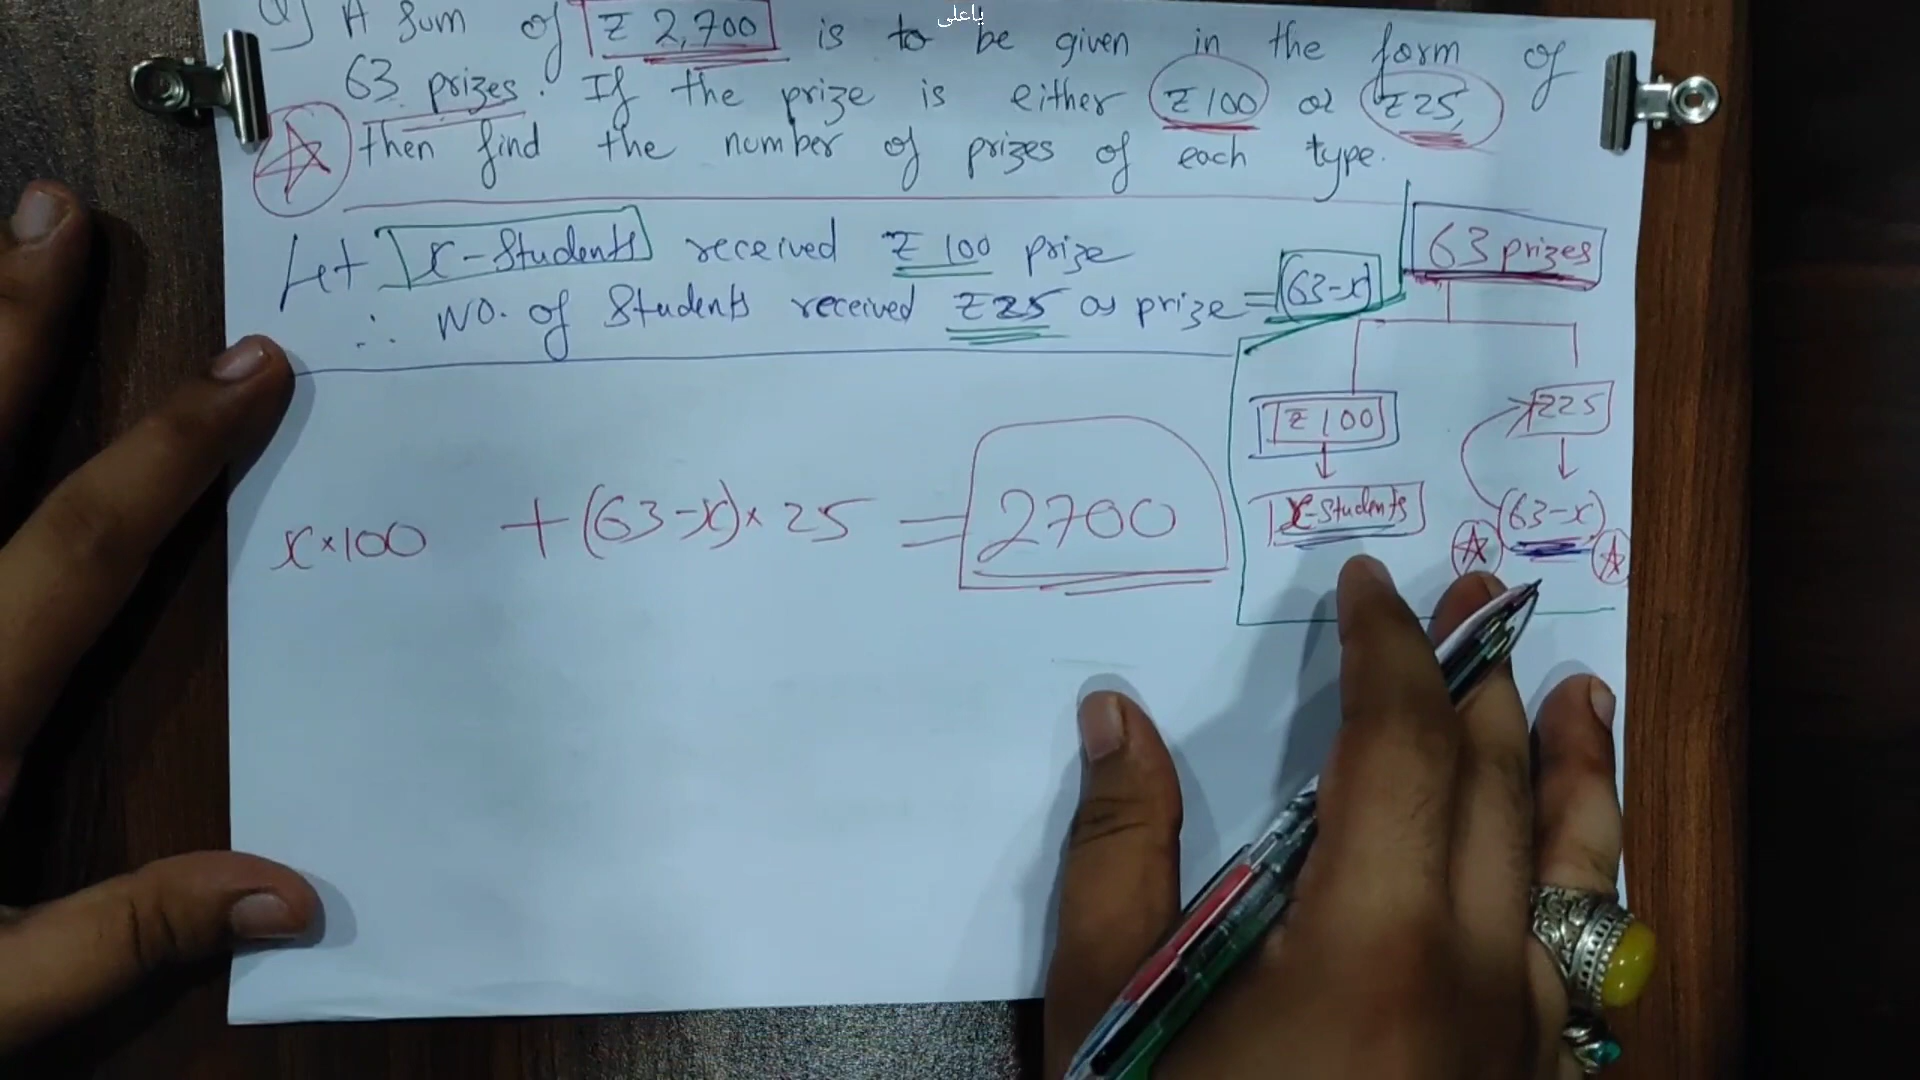 یاعلی
Q) A Sum of ₹ 2,700 is to be given in the form of
63 prizes. If the prize is either ₹100 or ₹25,
then find the number of prizes of each type.
Let x-Students received ₹ 100 prize
∴ NO. of Students received ₹25 as prize = (63-x)
63 prizes
₹ 100
₹25
x-Students
(63-x)
x×100 + (63-x)× 25 = 2700